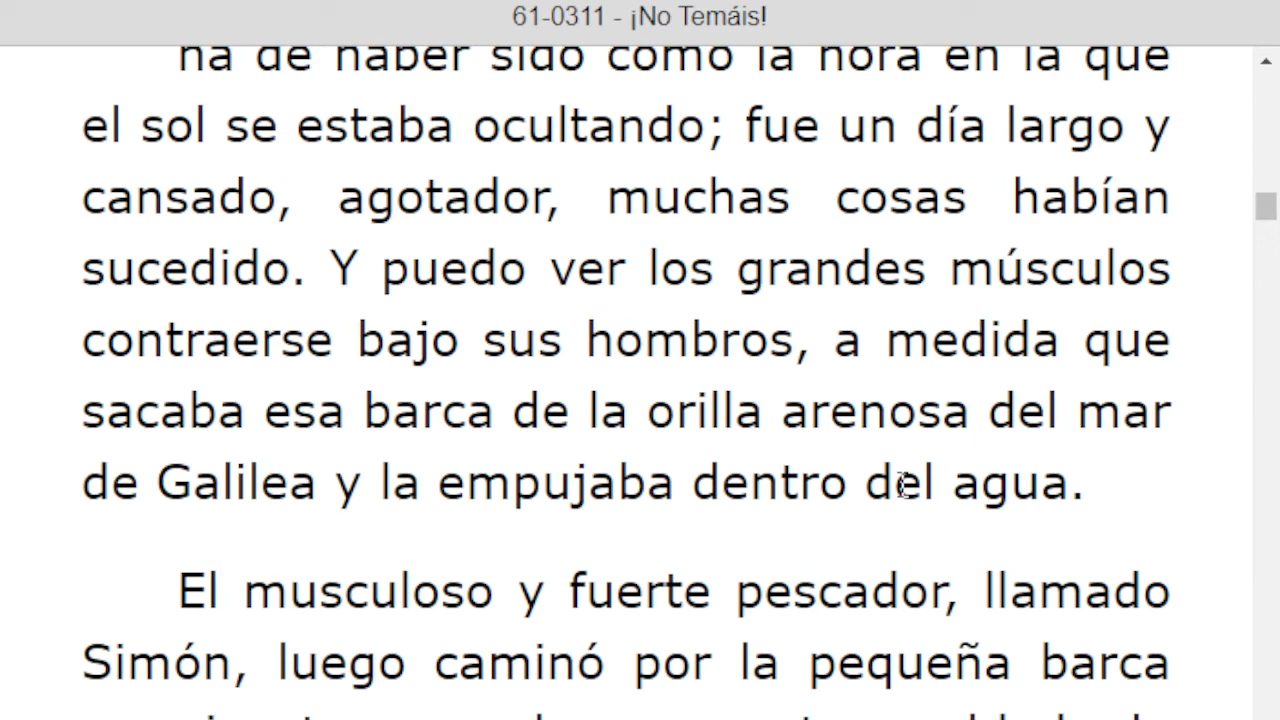 61-0311 - ¡No Temáis!
ha de haber sido como la hora en la que
el sol se estaba ocultando; fue un día largo y
cansado, agotador, muchas cosas habían
sucedido. Y puedo ver los grandes músculos
contraerse bajo sus hombros, a medida que
sacaba esa barca de la orilla arenosa del mar
de Galilea y la empujaba dentro del agua.
El musculoso y fuerte pescador, llamado
Simón, luego caminó por la pequeña barca